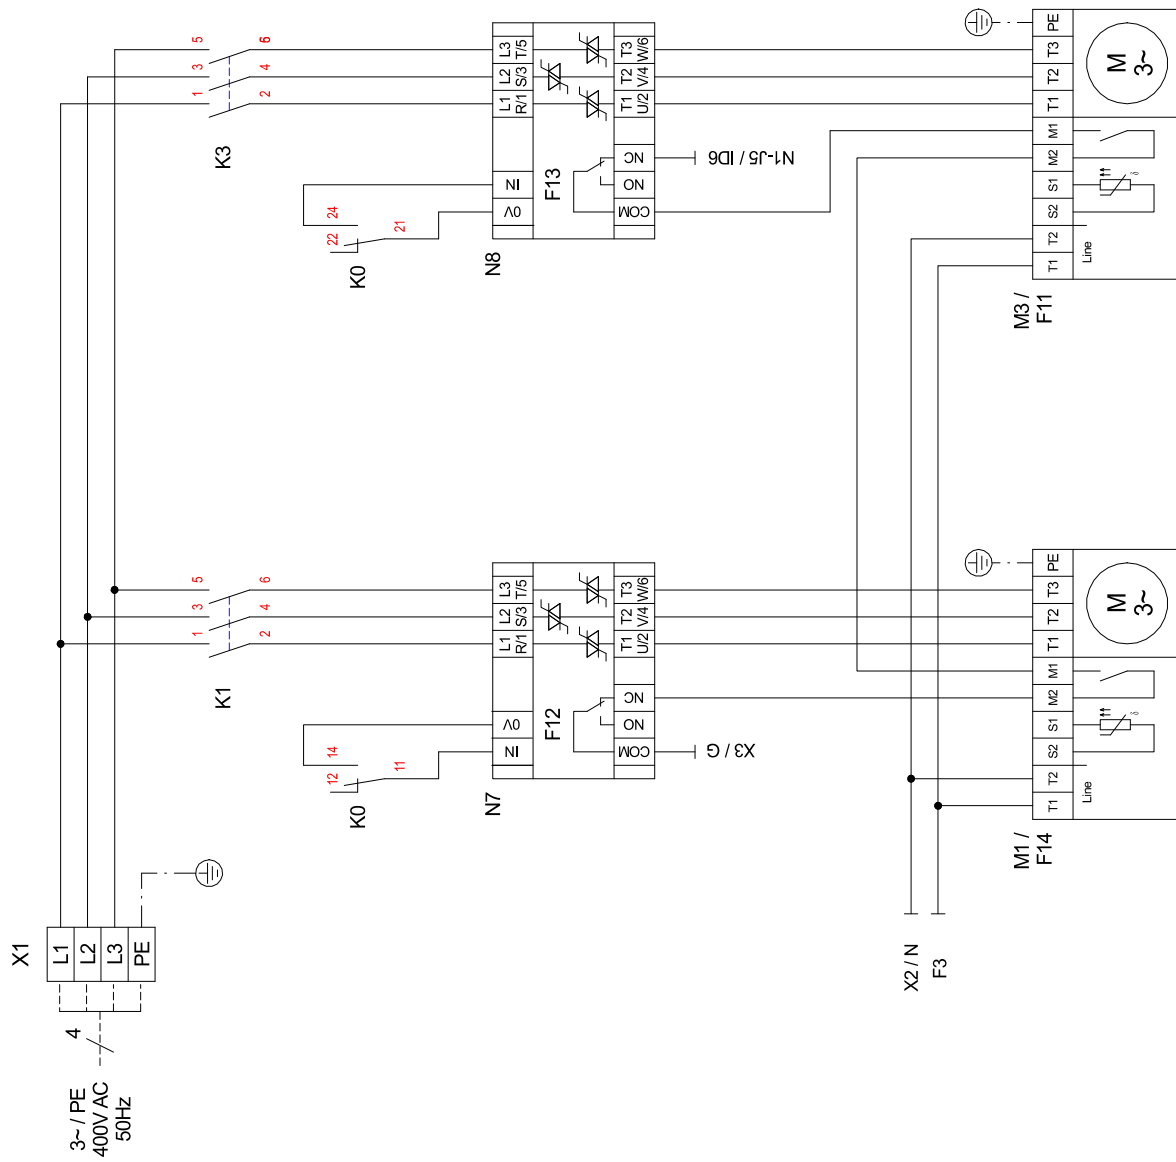 X1
L1
L2
L3
PE
4
3~ / PE
400V AC
50Hz
K1
1
3
5
2
4
6
K3
1
3
5
2
4
6
K0
12
14
11
K0
22
24
21
N7
IN
0V
L1
R/1
L2
S/3
L3
T/5
F12
COM
NO
NC
T1
U/2
T2
V/4
T3
W/6
X3 / G
N8
0V
IN
L1
R/1
L2
S/3
L3
T/5
F13
COM
NO
NC
T1
U/2
T2
V/4
T3
W/6
N1-J5 / ID6
X2 / N
F3
M1 /
F14
T1
T2
S2
S1
M2
M1
T1
T2
T3
PE
Line
M
3~
M3 /
F11
T1
T2
S2
S1
M2
M1
T1
T2
T3
PE
Line
M
3~